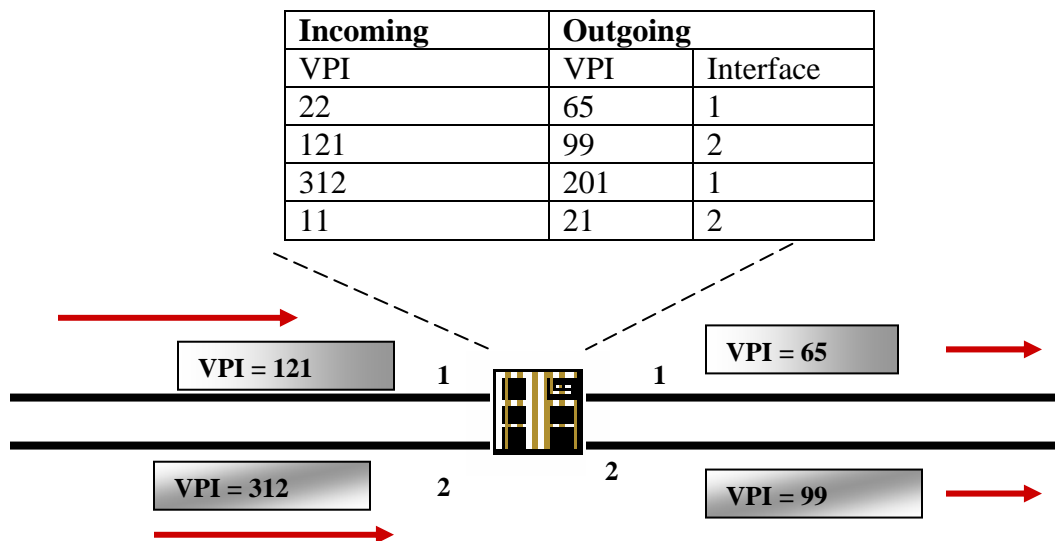 Incoming Outgoing
VPI VPI Interface
22 65 1
121 99 2
312 201 1
11 21 2
VPI = 121 1 1 VPI = 65
VPI = 312 2 2 VPI = 99